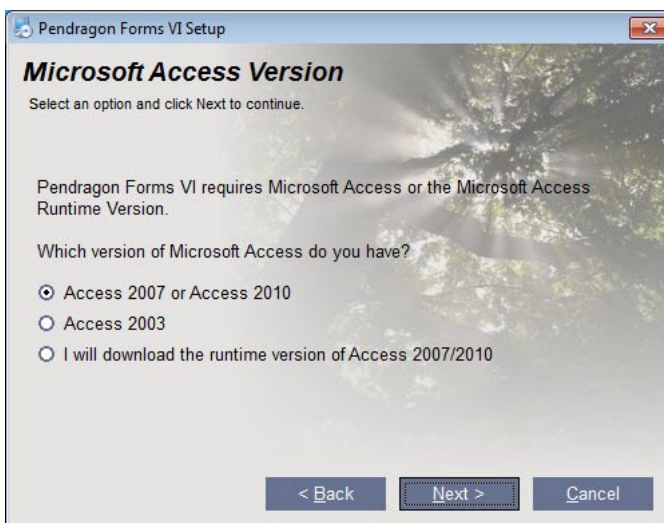 Pendragon Forms VI Setup
Microsoft Access Version
Select an option and click Next to continue.
Pendragon Forms VI requires Microsoft Access or the Microsoft Access
Runtime Version.
Which version of Microsoft Access do you have?
Access 2007 or Access 2010
Access 2003
I will download the runtime version of Access 2007/2010
< Back
Next >
Cancel